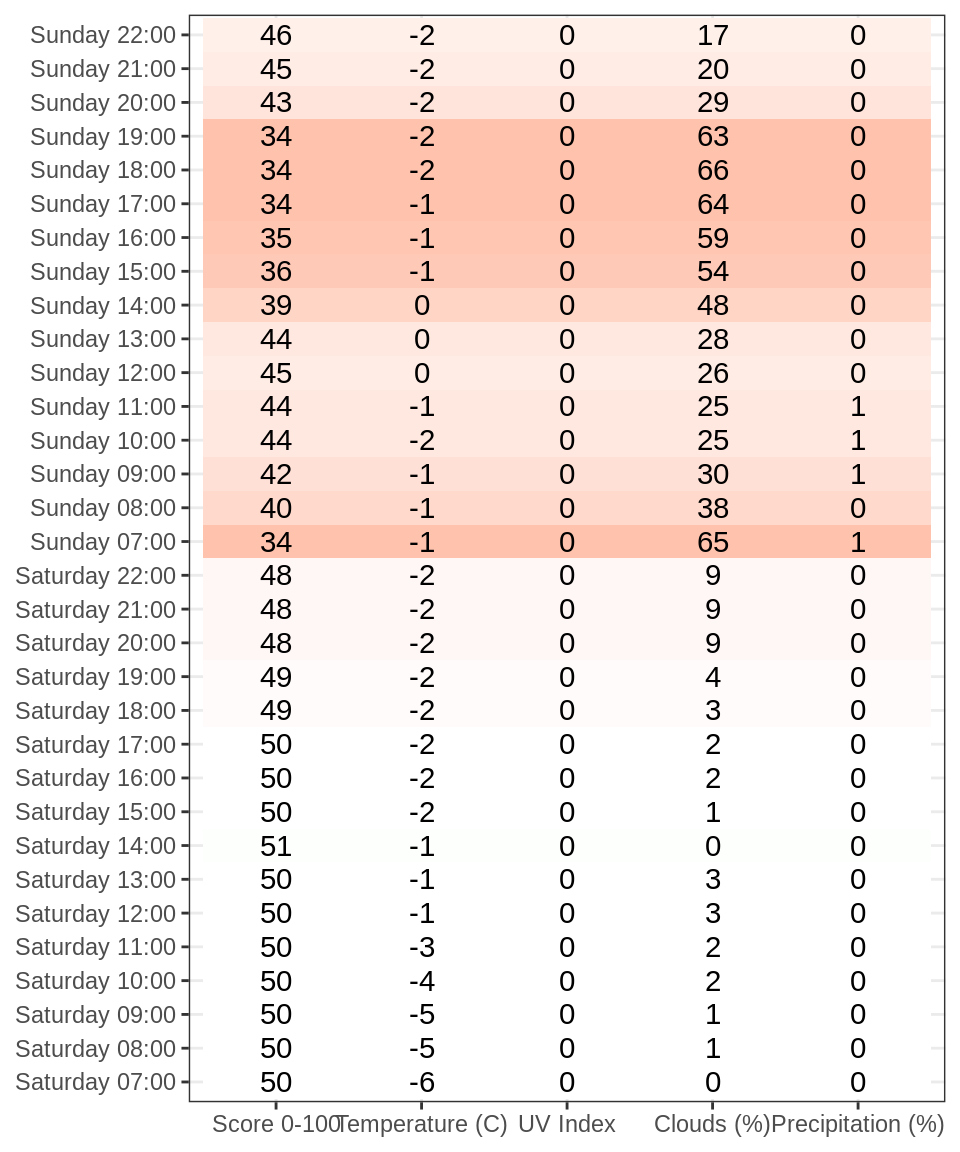 Sunday 22:00 46 -2 0 17 0
Sunday 21:00 45 -2 0 20 0
Sunday 20:00 43 -2 0 29 0
Sunday 19:00 34 -2 0 63 0
Sunday 18:00 34 -2 0 66 0
Sunday 17:00 34 -1 0 64 0
Sunday 16:00 35 -1 0 59 0
Sunday 15:00 36 -1 0 54 0
Sunday 14:00 39 0 0 48 0
Sunday 13:00 44 0 0 28 0
Sunday 12:00 45 0 0 26 0
Sunday 11:00 44 -1 0 25 1
Sunday 10:00 44 -2 0 25 1
Sunday 09:00 42 -1 0 30 1
Sunday 08:00 40 -1 0 38 0
Sunday 07:00 34 -1 0 65 1
Saturday 22:00 48 -2 0 9 0
Saturday 21:00 48 -2 0 9 0
Saturday 20:00 48 -2 0 9 0
Saturday 19:00 49 -2 0 4 0
Saturday 18:00 49 -2 0 3 0
Saturday 17:00 50 -2 0 2 0
Saturday 16:00 50 -2 0 2 0
Saturday 15:00 50 -2 0 1 0
Saturday 14:00 51 -1 0 0 0
Saturday 13:00 50 -1 0 3 0
Saturday 12:00 50 -1 0 3 0
Saturday 11:00 50 -3 0 2 0
Saturday 10:00 50 -4 0 2 0
Saturday 09:00 50 -5 0 1 0
Saturday 08:00 50 -5 0 1 0
Saturday 07:00 50 -6 0 0 0
Score 0-100 Temperature (C) UV Index Clouds (%) Precipitation (%)